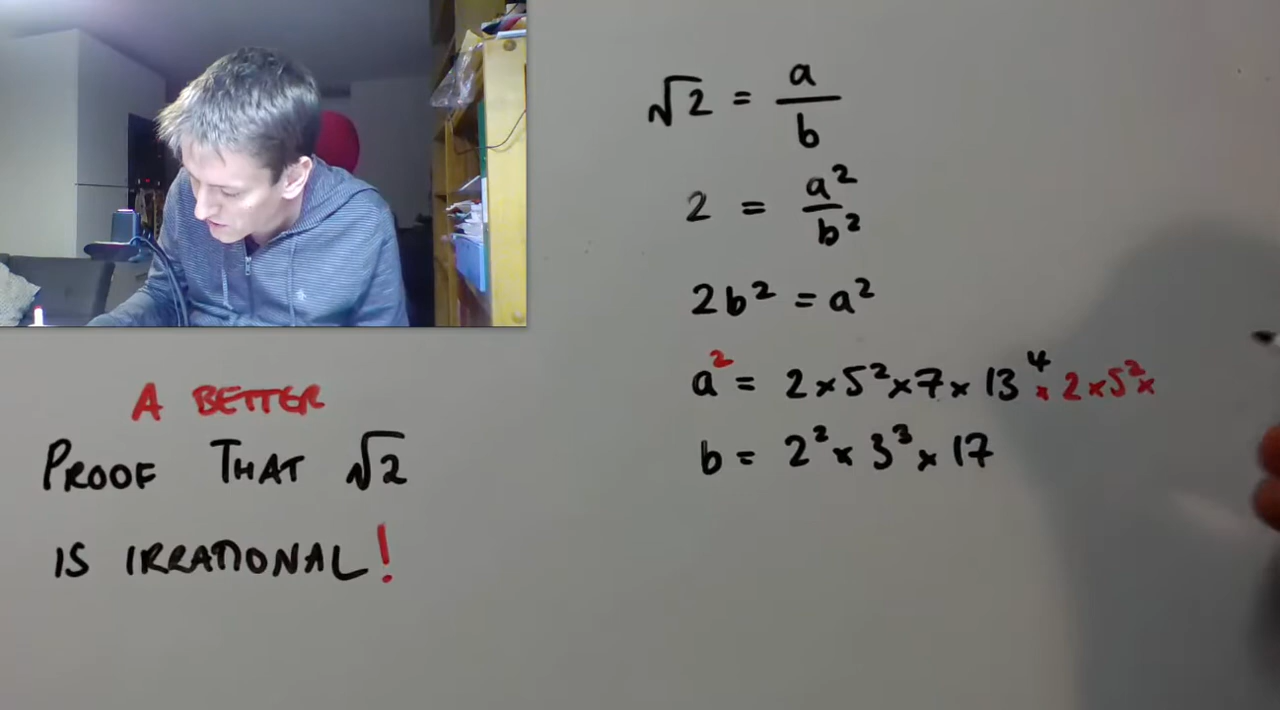 A BETTER
PROOF THAT √2
IS IRRATIONAL!
√2 = a/b
2 = a²/b²
2b² = a²
a² = 2 × 5² × 7 × 13⁴ × 2 × 5² ×
b = 2² × 3³ × 17